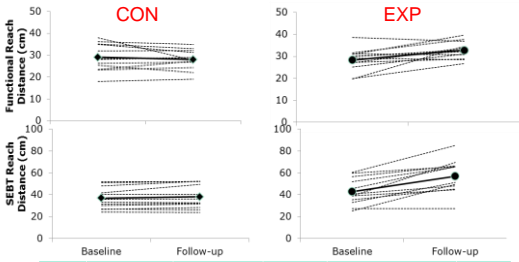 CON
EXP
Functional Reach
Distance (cm)
50
40
30
20
10
0
50
40
30
20
10
0
SEBT Reach
Distance (cm)
100
80
60
40
20
0
100
80
60
40
20
0
Baseline
Follow-up
Baseline
Follow-up